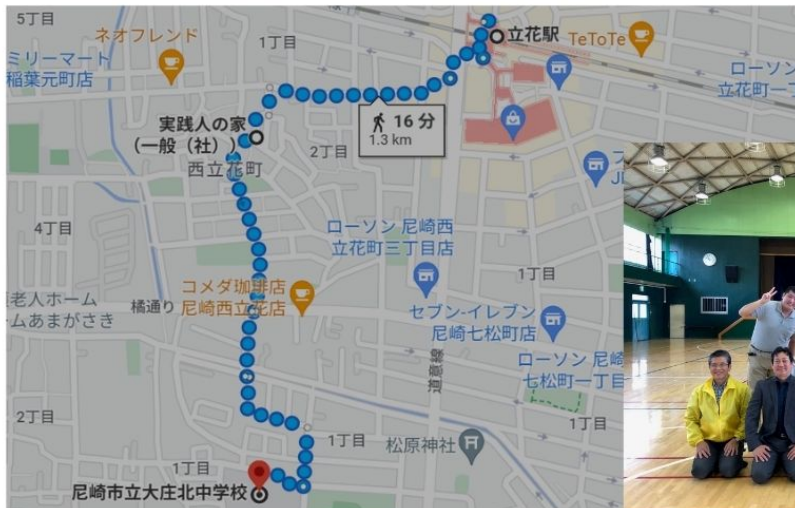 5丁目
ネオフレンド
1丁目
立花駅
TeToTe
ミリーマート
稲葉元町店
ローソン
立花町一丁
実践人の家
(一般(社))
西立花町
16 分
1.3 km
2丁目
4丁目
ローソン 尼崎西
立花町三丁目店
1丁目
老人ホーム
ームあまがさき
橘通り
コメダ珈琲店
尼崎西立花店
セブン-イレブン
尼崎七松町店
道意線
ローソン 尼崎
七松町一丁目
2丁目
1丁目
松原神社
1丁目
1丁目
尼崎市立大庄北中学校